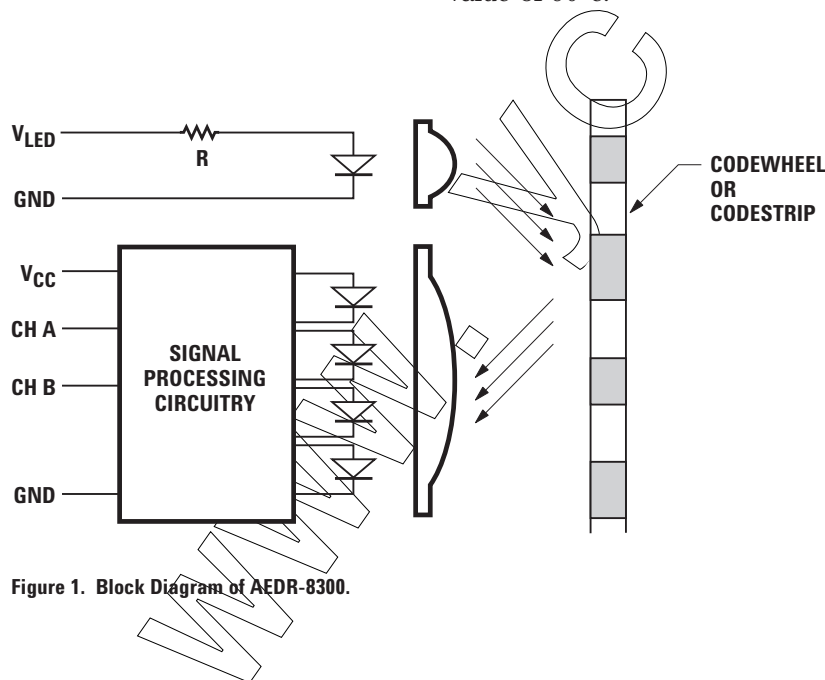 V_LED
R
GND
CODEWHEEL
OR
CODESTRIP
V_CC
CH A
CH B
GND
SIGNAL
PROCESSING
CIRCUITRY
Figure 1. Block Diagram of AEDR-8300.